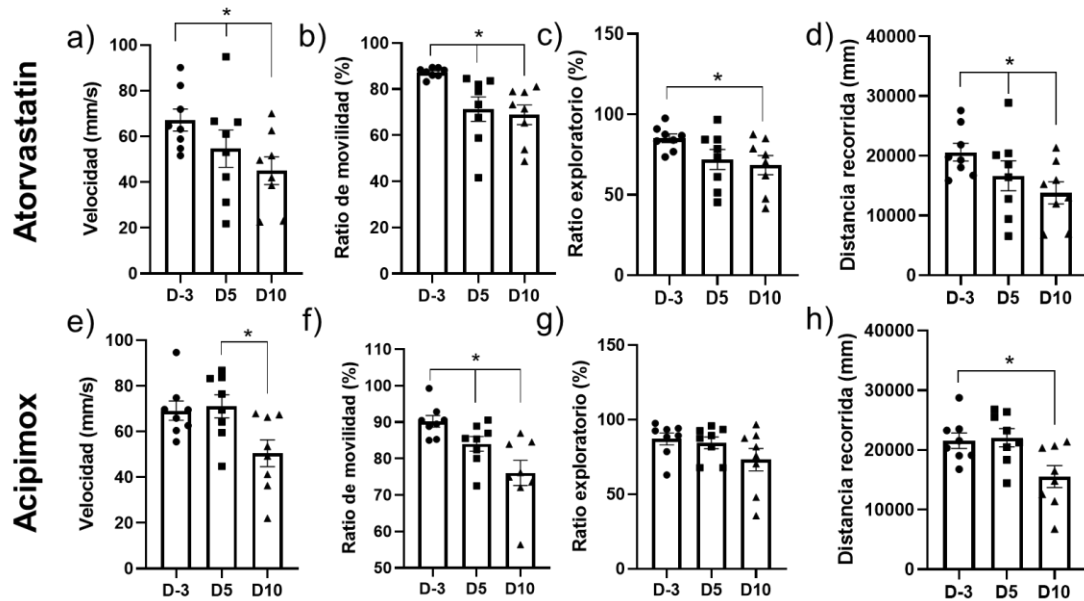 Atorvastatin
a)
Velocidad (mm/s)
100
80
60
40
20
0
*
D-3 D5 D10
b)
Ratio de movilidad (%)
100
80
60
40
20
0
*
D-3 D5 D10
c)
Ratio exploratorio (%)
150
100
50
0
*
D-3 D5 D10
d)
Distancia recorrida (mm)
40000
30000
20000
10000
0
*
D-3 D5 D10
Acipimox
e)
Velocidad (mm/s)
100
80
60
40
20
0
*
D-3 D5 D10
f)
Ratio de movilidad (%)
110
100
90
80
70
60
50
*
D-3 D5 D10
g)
Ratio exploratorio (%)
150
100
50
0
D-3 D5 D10
h)
Distancia recorrida (mm)
40000
30000
20000
10000
0
*
D-3 D5 D10